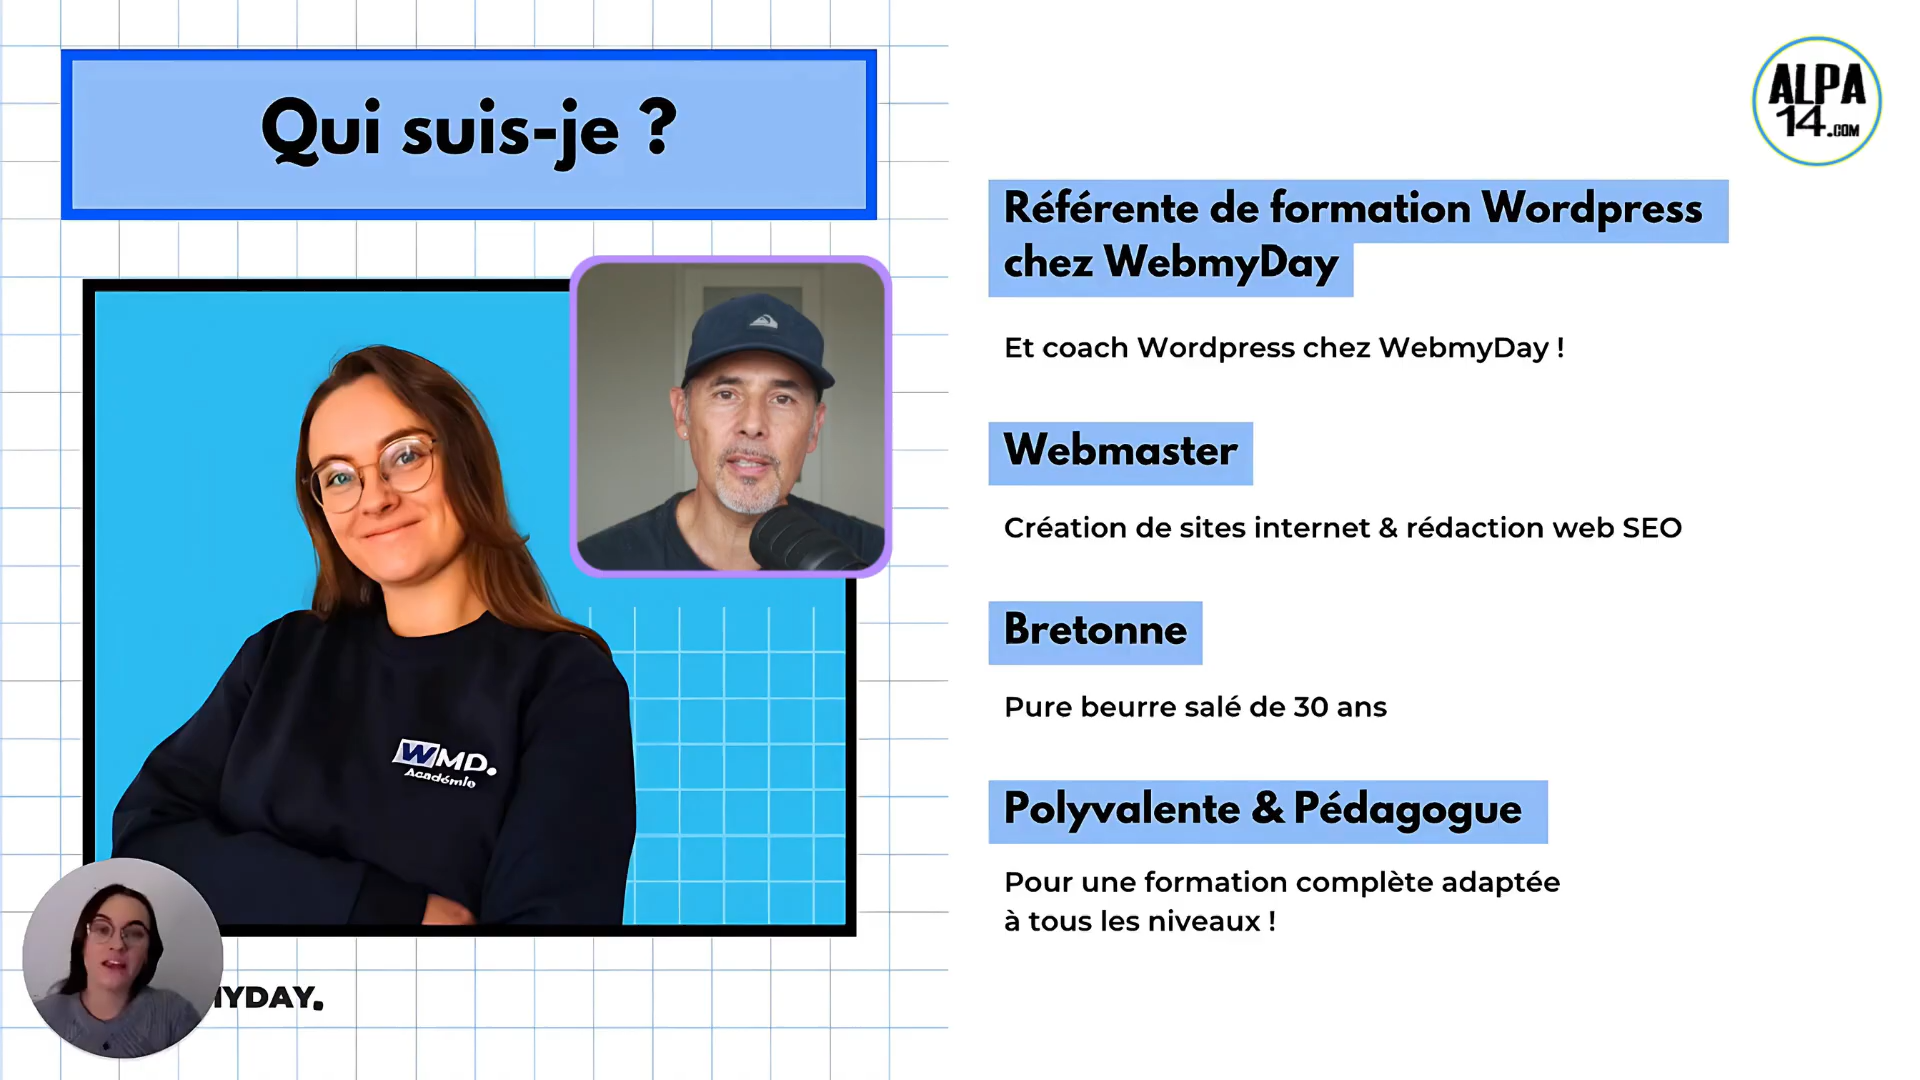 Qui suis-je ?
ALPA
14.COM
Référente de formation Wordpress
chez WebmyDay
Et coach Wordpress chez WebmyDay !
Webmaster
Création de sites internet & rédaction web SEO
Bretonne
Pure beurre salé de 30 ans
Polyvalente & Pédagogue
Pour une formation complète adaptée
à tous les niveaux !
WMD.
Académie
MYDAY.